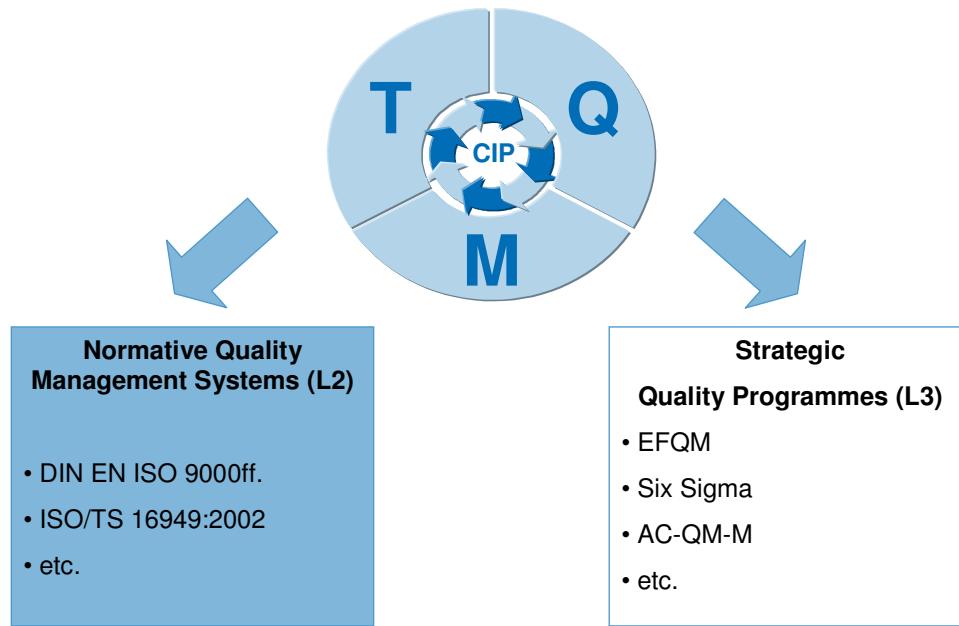 T
Q
CIP
M
Normative Quality
Management Systems (L2)
• DIN EN ISO 9000ff.
• ISO/TS 16949:2002
• etc.
Strategic
Quality Programmes (L3)
• EFQM
• Six Sigma
• AC-QM-M
• etc.